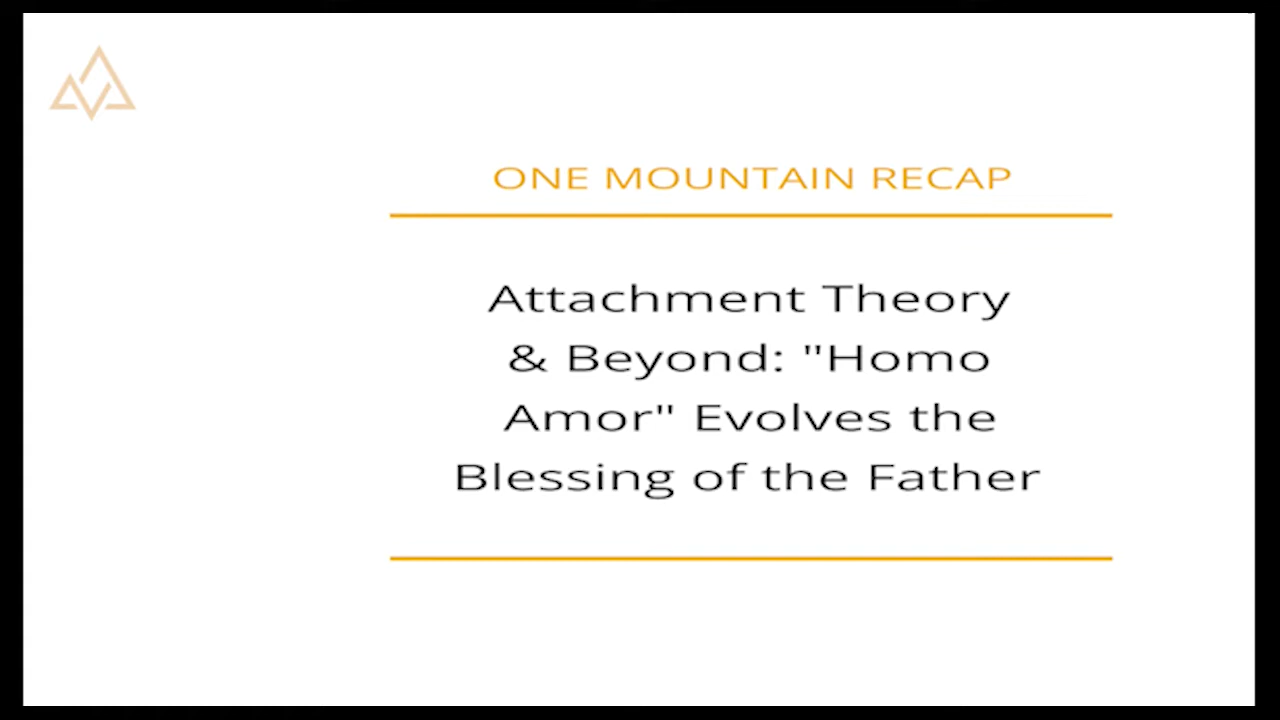 ONE MOUNTAIN RECAP
Attachment Theory
& Beyond: "Homo
Amor" Evolves the
Blessing of the Father